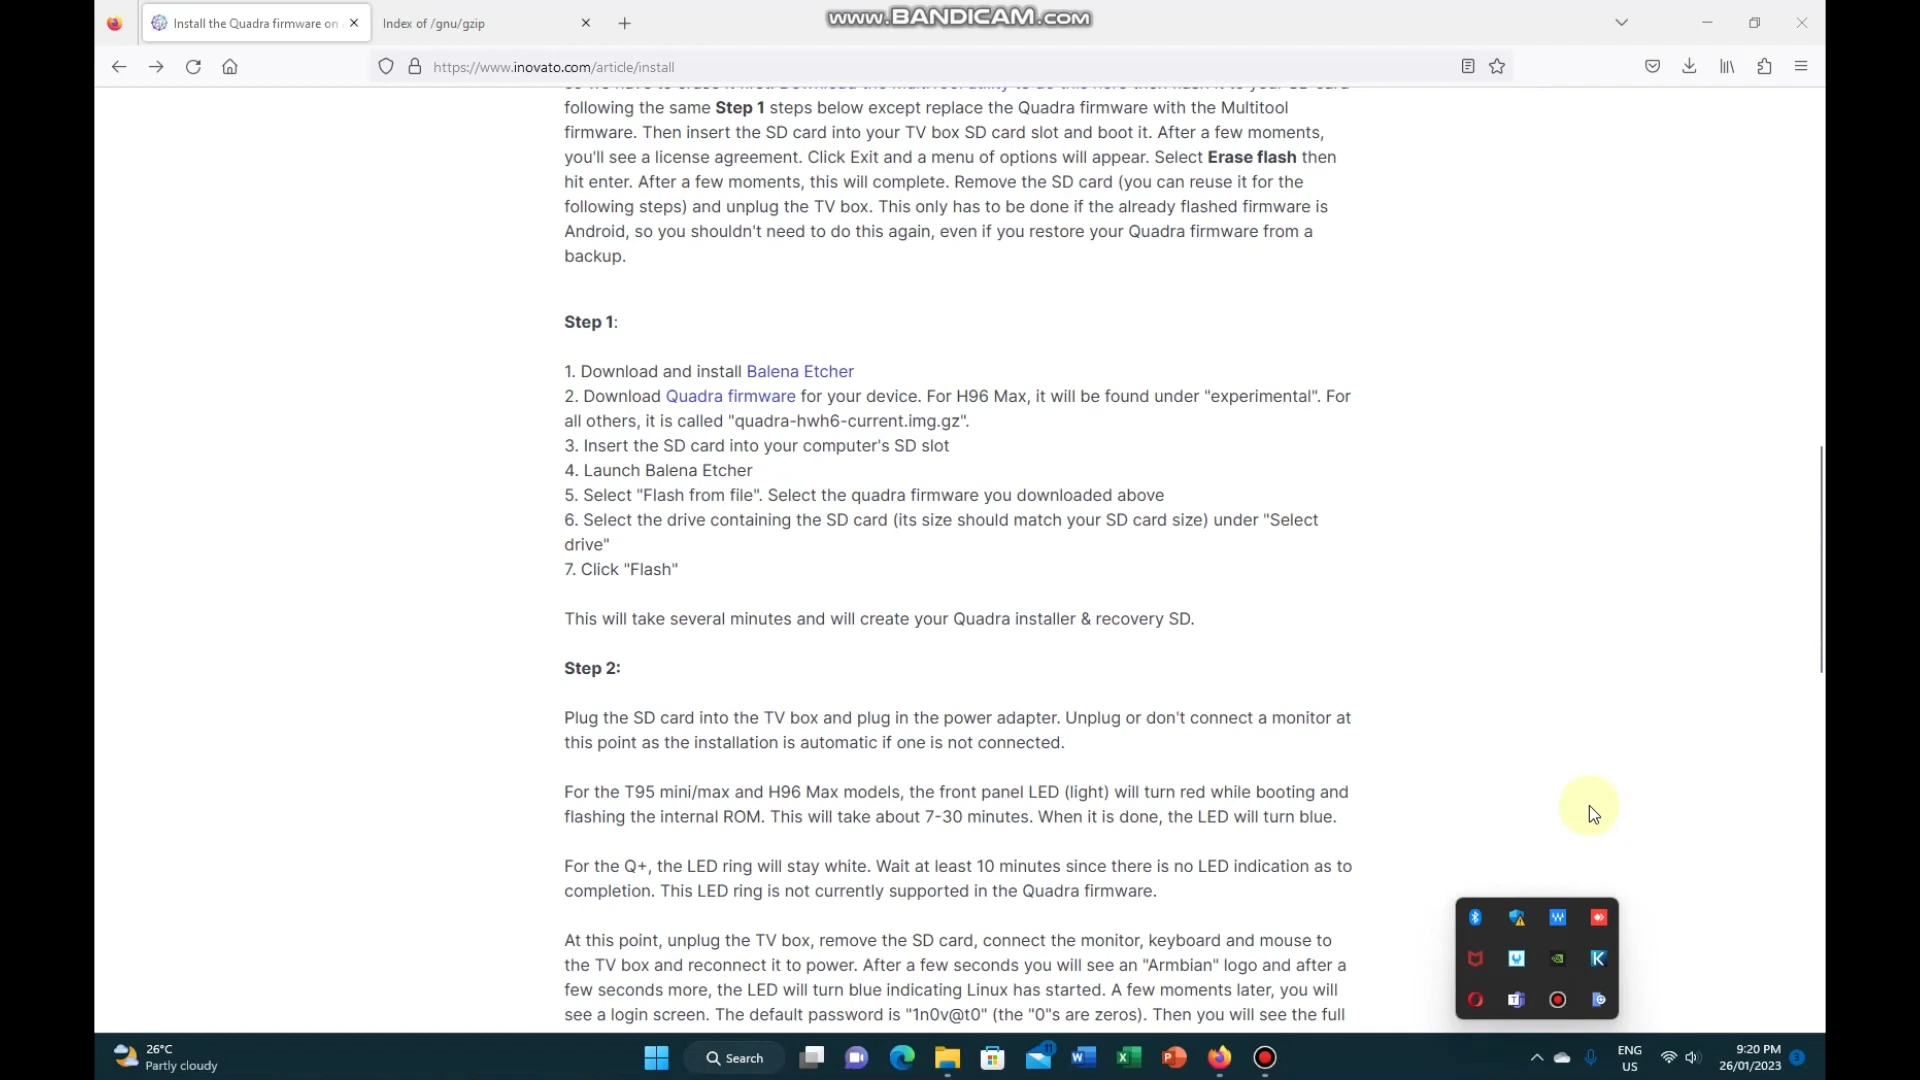 Install the Quadra firmware on
Index of /gnu/gzip
www.BANDICAM.com
https://www.inovato.com/article/install
following the same Step 1 steps below except replace the Quadra firmware with the Multitool
firmware. Then insert the SD card into your TV box SD card slot and boot it. After a few moments,
you'll see a license agreement. Click Exit and a menu of options will appear. Select Erase flash then
hit enter. After a few moments, this will complete. Remove the SD card (you can reuse it for the
following steps) and unplug the TV box. This only has to be done if the already flashed firmware is
Android, so you shouldn't need to do this again, even if you restore your Quadra firmware from a
backup.
Step 1:
1. Download and install Balena Etcher
2. Download Quadra firmware for your device. For H96 Max, it will be found under "experimental". For
all others, it is called "quadra-hwh6-current.img.gz".
3. Insert the SD card into your computer's SD slot
4. Launch Balena Etcher
5. Select "Flash from file". Select the quadra firmware you downloaded above
6. Select the drive containing the SD card (its size should match your SD card size) under "Select
drive"
7. Click "Flash"
This will take several minutes and will create your Quadra installer & recovery SD.
Step 2:
Plug the SD card into the TV box and plug in the power adapter. Unplug or don't connect a monitor at
this point as the installation is automatic if one is not connected.
For the T95 mini/max and H96 Max models, the front panel LED (light) will turn red while booting and
flashing the internal ROM. This will take about 7-30 minutes. When it is done, the LED will turn blue.
For the Q+, the LED ring will stay white. Wait at least 10 minutes since there is no LED indication as to
completion. This LED ring is not currently supported in the Quadra firmware.
At this point, unplug the TV box, remove the SD card, connect the monitor, keyboard and mouse to
the TV box and reconnect it to power. After a few seconds you will see an "Armbian" logo and after a
few seconds more, the LED will turn blue indicating Linux has started. A few moments later, you will
see a login screen. The default password is "1n0v@t0" (the "0"s are zeros). Then you will see the full
26°C
Partly cloudy
Search
ENG
US
9:20 PM
26/01/2023
3